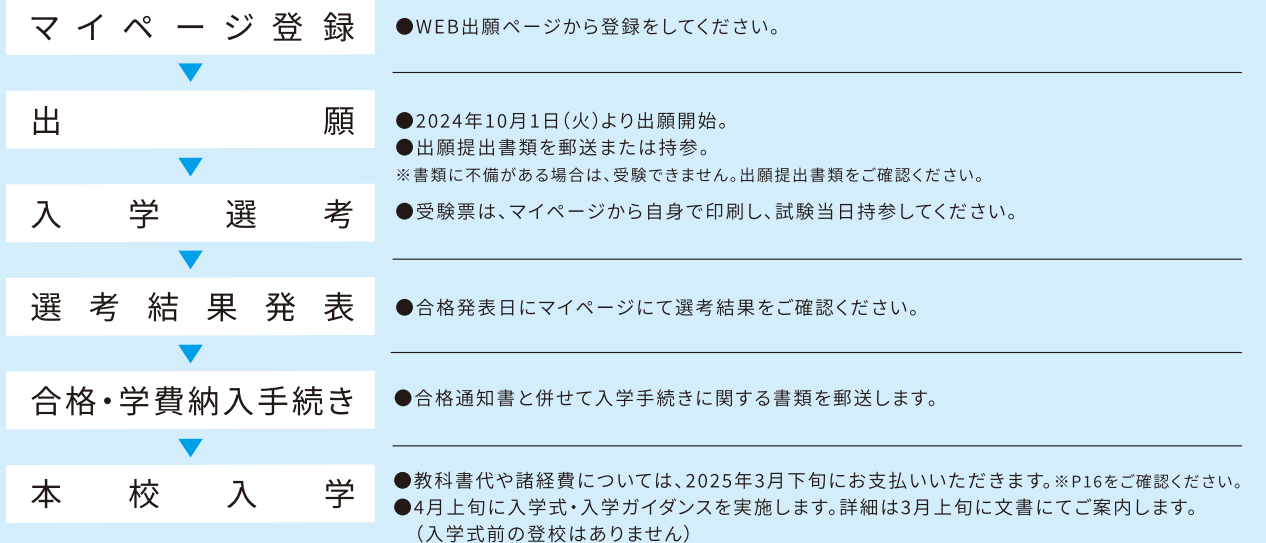 マイページ登録
●WEB出願ページから登録をしてください。
出願
●2024年10月1日(火)より出願開始。
●出願提出書類を郵送または持参。
※書類に不備がある場合は、受験できません。出願提出書類をご確認ください。
入学選考
●受験票は、マイページから自身で印刷し、試験当日持参してください。
選考結果発表
●合格発表日にマイページにて選考結果をご確認ください。
合格・学費納入手続き
●合格通知書と併せて入学手続きに関する書類を郵送します。
本校入学
●教科書代や諸経費については、2025年3月下旬にお支払いいただきます。※P16をご確認ください。
●4月上旬に入学式・入学ガイダンスを実施します。詳細は3月上旬に文書にてご案内します。
(入学式前の登校はありません)